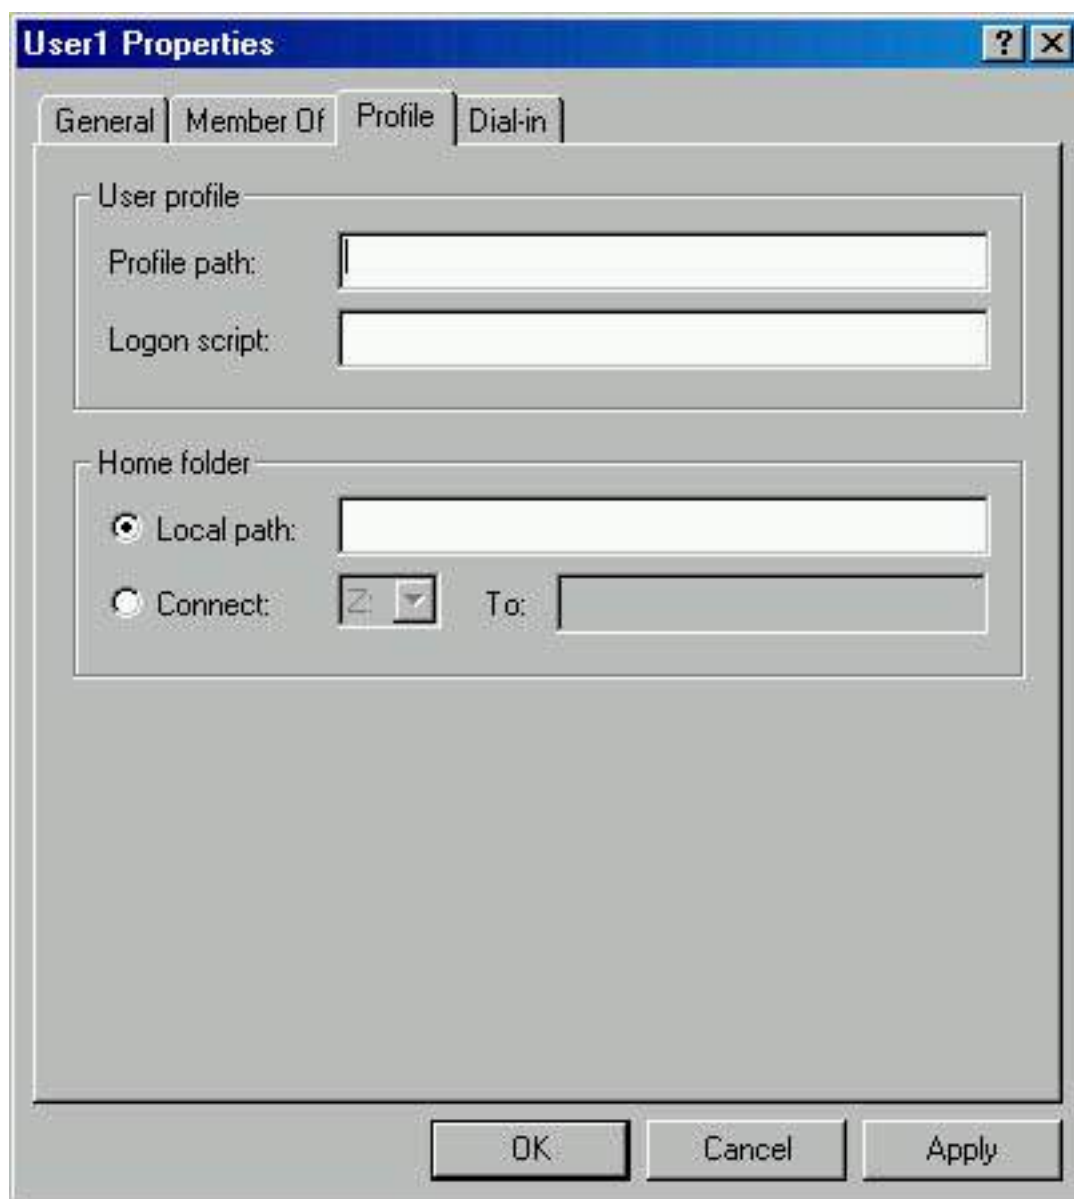 User1 Properties
General Member Of Profile Dial-in
User profile
Profile path:
Logon script:
Home folder
Local path:
Connect: Z: To:
OK Cancel Apply